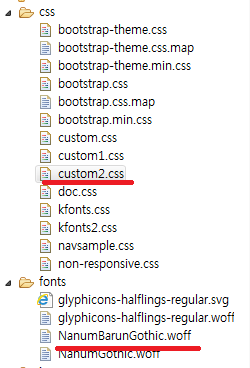 css
bootstrap-theme.css
bootstrap-theme.css.map
bootstrap-theme.min.css
bootstrap.css
bootstrap.css.map
bootstrap.min.css
custom.css
custom1.css
custom2.css
doc.css
kfonts.css
kfonts2.css
navsample.css
non-responsive.css
fonts
glyphicons-halflings-regular.svg
glyphicons-halflings-regular.woff
NanumBarunGothic.woff
NanumGothic.woff